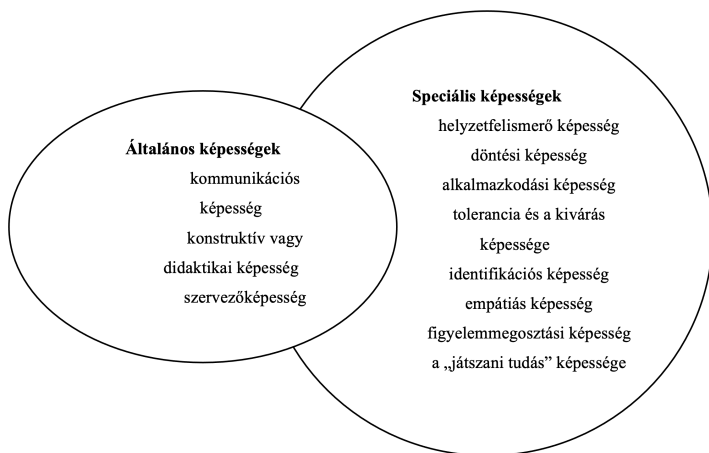 Általános képességek
kommunikációs
képesség
konstruktív vagy
didaktikai képesség
szervezőképesség
Speciális képességek
helyzetfelismerő képesség
döntési képesség
alkalmazkodási képesség
tolerancia és a kivárás
képessége
identifikációs képesség
empátiás képesség
figyelemmegosztási képesség
a „játszani tudás” képessége